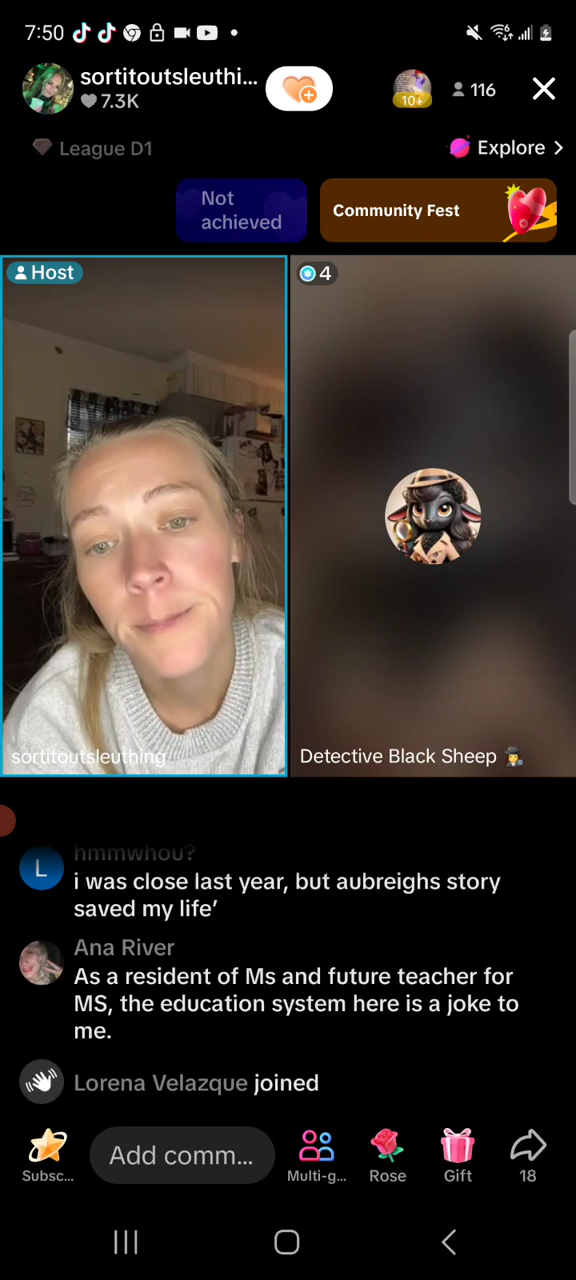 7:50
sortitoutsleuthi...
7.3K
10+
116
League D1
Explore
Not
achieved
Community Fest
Host
4
sortitoutsleuthing
Detective Black Sheep
hmmwhou?
L
i was close last year, but aubreighs story
saved my life’
Ana River
As a resident of Ms and future teacher for
MS, the education system here is a joke to
me.
Lorena Velazque joined
Add comm...
Subsc...
Multi-g...
Rose
Gift
18